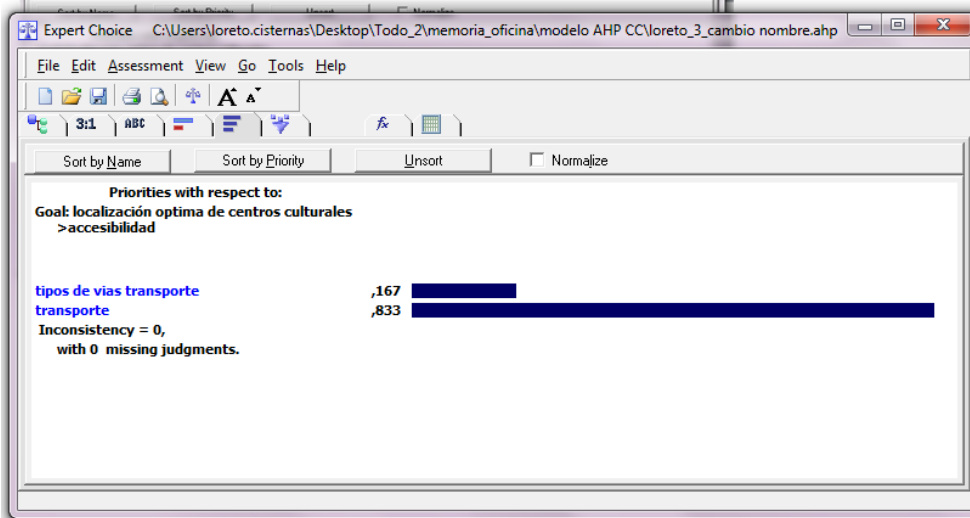 Expert Choice C:\Users\loreto.cisternas\Desktop\Todo_2\memoria_oficina\modelo AHP CC\loreto_3_cambio nombre.ahp
File Edit Assessment View Go Tools Help
A A
3:1 ABC fx
Sort by Name Sort by Priority Unsort Normalize
Priorities with respect to:
Goal: localización optima de centros culturales
>accesibilidad
tipos de vias transporte ,167
transporte ,833
Inconsistency = 0,
with 0 missing judgments.